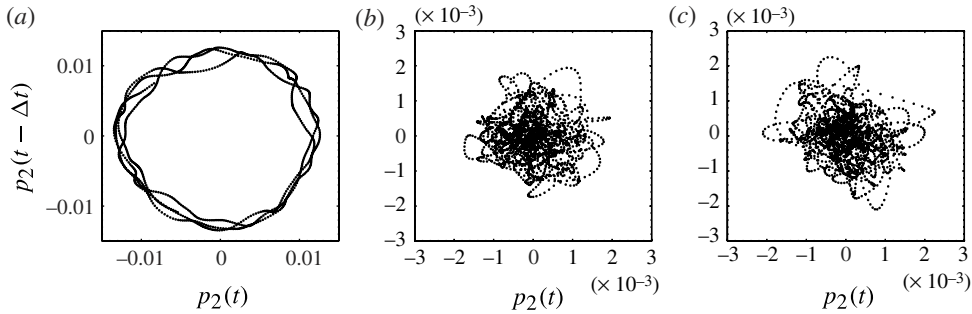 (a) (b) (× 10⁻³) (c) (× 10⁻³)
3 3
0.01 2 2
1 1
p₂(t − Δt) 0 0 0
−1 −1
−0.01 −2 −2
−3 −3
−0.01 0 0.01 −3 −2 −1 0 1 2 3 −3 −2 −1 0 1 2 3
p₂(t) p₂(t) (× 10⁻³) p₂(t) (× 10⁻³)